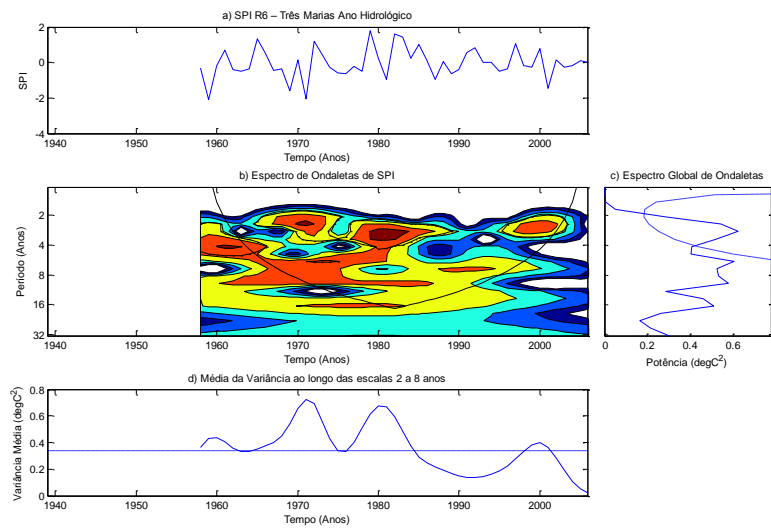 a) SPI R6 – Três Marias Ano Hidrológico
SPI
2
0
-2
-4
1940 1950 1960 1970 1980 1990 2000
Tempo (Anos)
b) Espectro de Ondaletas de SPI
Período (Anos)
2
4
8
16
32
1940 1950 1960 1970 1980 1990 2000
Tempo (Anos)
c) Espectro Global de Ondaletas
0 0.2 0.4 0.6
Potência (degC²)
d) Média da Variância ao longo das escalas 2 a 8 anos
Variância Média (degC²)
0.8
0.6
0.4
0.2
0
1940 1950 1960 1970 1980 1990 2000
Tempo (Anos)